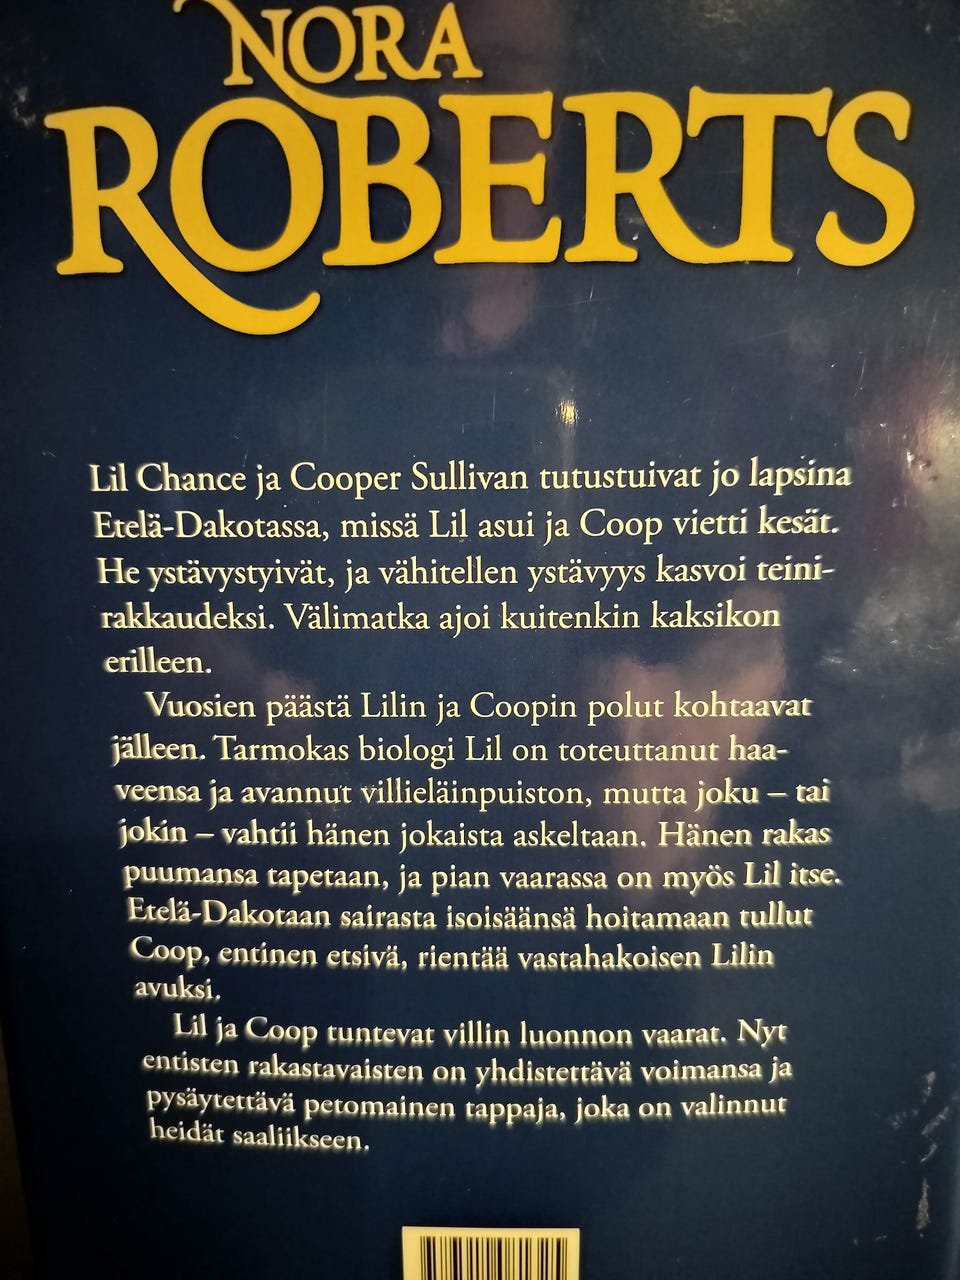 NORA
ROBERTS
Lil Chance ja Cooper Sullivan tutustuivat jo lapsina
Etelä-Dakotassa, missä Lil asui ja Coop vietti kesät.
He ystävystyivät, ja vähitellen ystävyys kasvoi teini-
rakkaudeksi. Välimatka ajoi kuitenkin kaksikon
erilleen.
Vuosien päästä Lilin ja Coopin polut kohtaavat
jälleen. Tarmokas biologi Lil on toteuttanut haa-
veensa ja avannut villieläinpuiston, mutta joku – tai
jokin – vahtii hänen jokaista askeltaan. Hänen rakas
puumansa tapetaan, ja pian vaarassa on myös Lil itse.
Etelä-Dakotaan sairasta isoisäänsä hoitamaan tullut
Coop, entinen etsivä, rientää vastahakoisen Lilin
avuksi.
Lil ja Coop tuntevat villin luonnon vaarat. Nyt
entisten rakastavaisten on yhdistettävä voimansa ja
pysäytettävä petomainen tappaja, joka on valinnut
heidät saaliikseen.